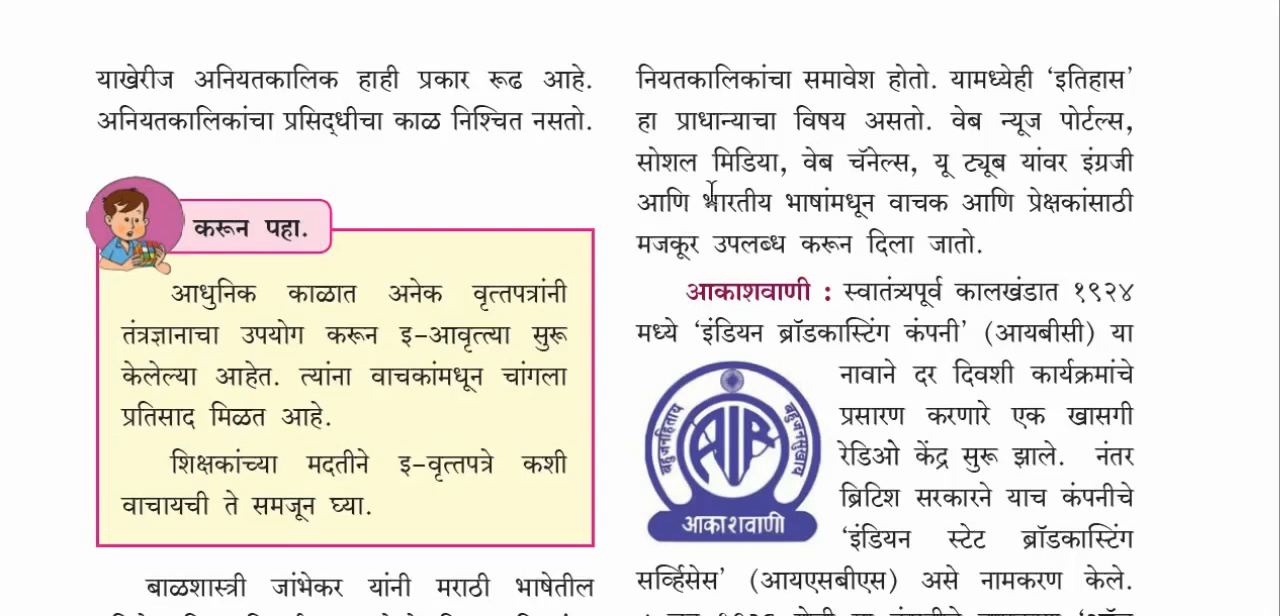 याखेरीज अनियतकालिक हाही प्रकार रूढ आहे.
अनियतकालिकांचा प्रसिद्धीचा काळ निश्चित नसतो.
करून पहा.
आधुनिक काळात अनेक वृत्तपत्रांनी
तंत्रज्ञानाचा उपयोग करून इ-आवृत्त्या सुरू
केलेल्या आहेत. त्यांना वाचकांमधून चांगला
प्रतिसाद मिळत आहे.
शिक्षकांच्या मदतीने इ-वृत्तपत्रे कशी
वाचायची ते समजून घ्या.
बाळशास्त्री जांभेकर यांनी मराठी भाषेतील
नियतकालिकांचा समावेश होतो. यामध्येही ‘इतिहास’
हा प्राधान्याचा विषय असतो. वेब न्यूज पोर्टल्स,
सोशल मिडिया, वेब चॅनेल्स, यू ट्यूब यांवर इंग्रजी
आणि भारतीय भाषांमधून वाचक आणि प्रेक्षकांसाठी
मजकूर उपलब्ध करून दिला जातो.
आकाशवाणी : स्वातंत्र्यपूर्व कालखंडात १९२४
मध्ये ‘इंडियन ब्रॉडकास्टिंग कंपनी’ (आयबीसी) या
नावाने दर दिवशी कार्यक्रमांचे
प्रसारण करणारे एक खासगी
रेडिओ केंद्र सुरू झाले. नंतर
ब्रिटिश सरकारने याच कंपनीचे
‘इंडियन स्टेट ब्रॉडकास्टिंग
सर्व्हिसेस’ (आयएसबीएस) असे नामकरण केले.
बहुजनहिताय
बहुजनसुखाय
AIR
आकाशवाणी